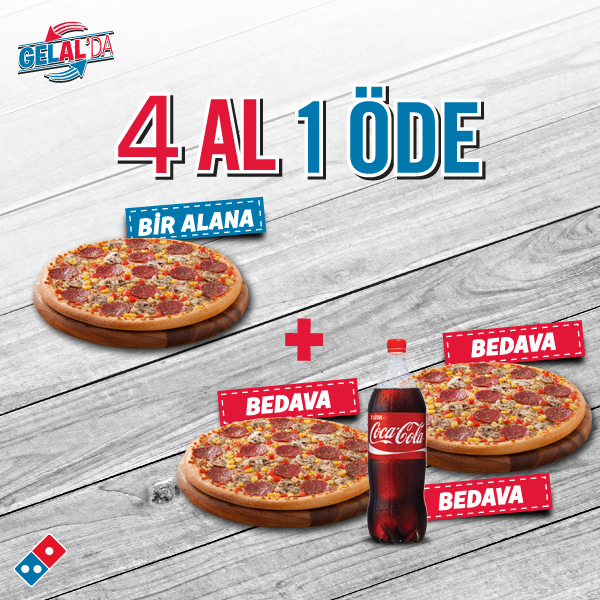 GELAL'DA
4 AL 1 ÖDE
BİR ALANA
+
BEDAVA
BEDAVA
Coca-Cola
BEDAVA